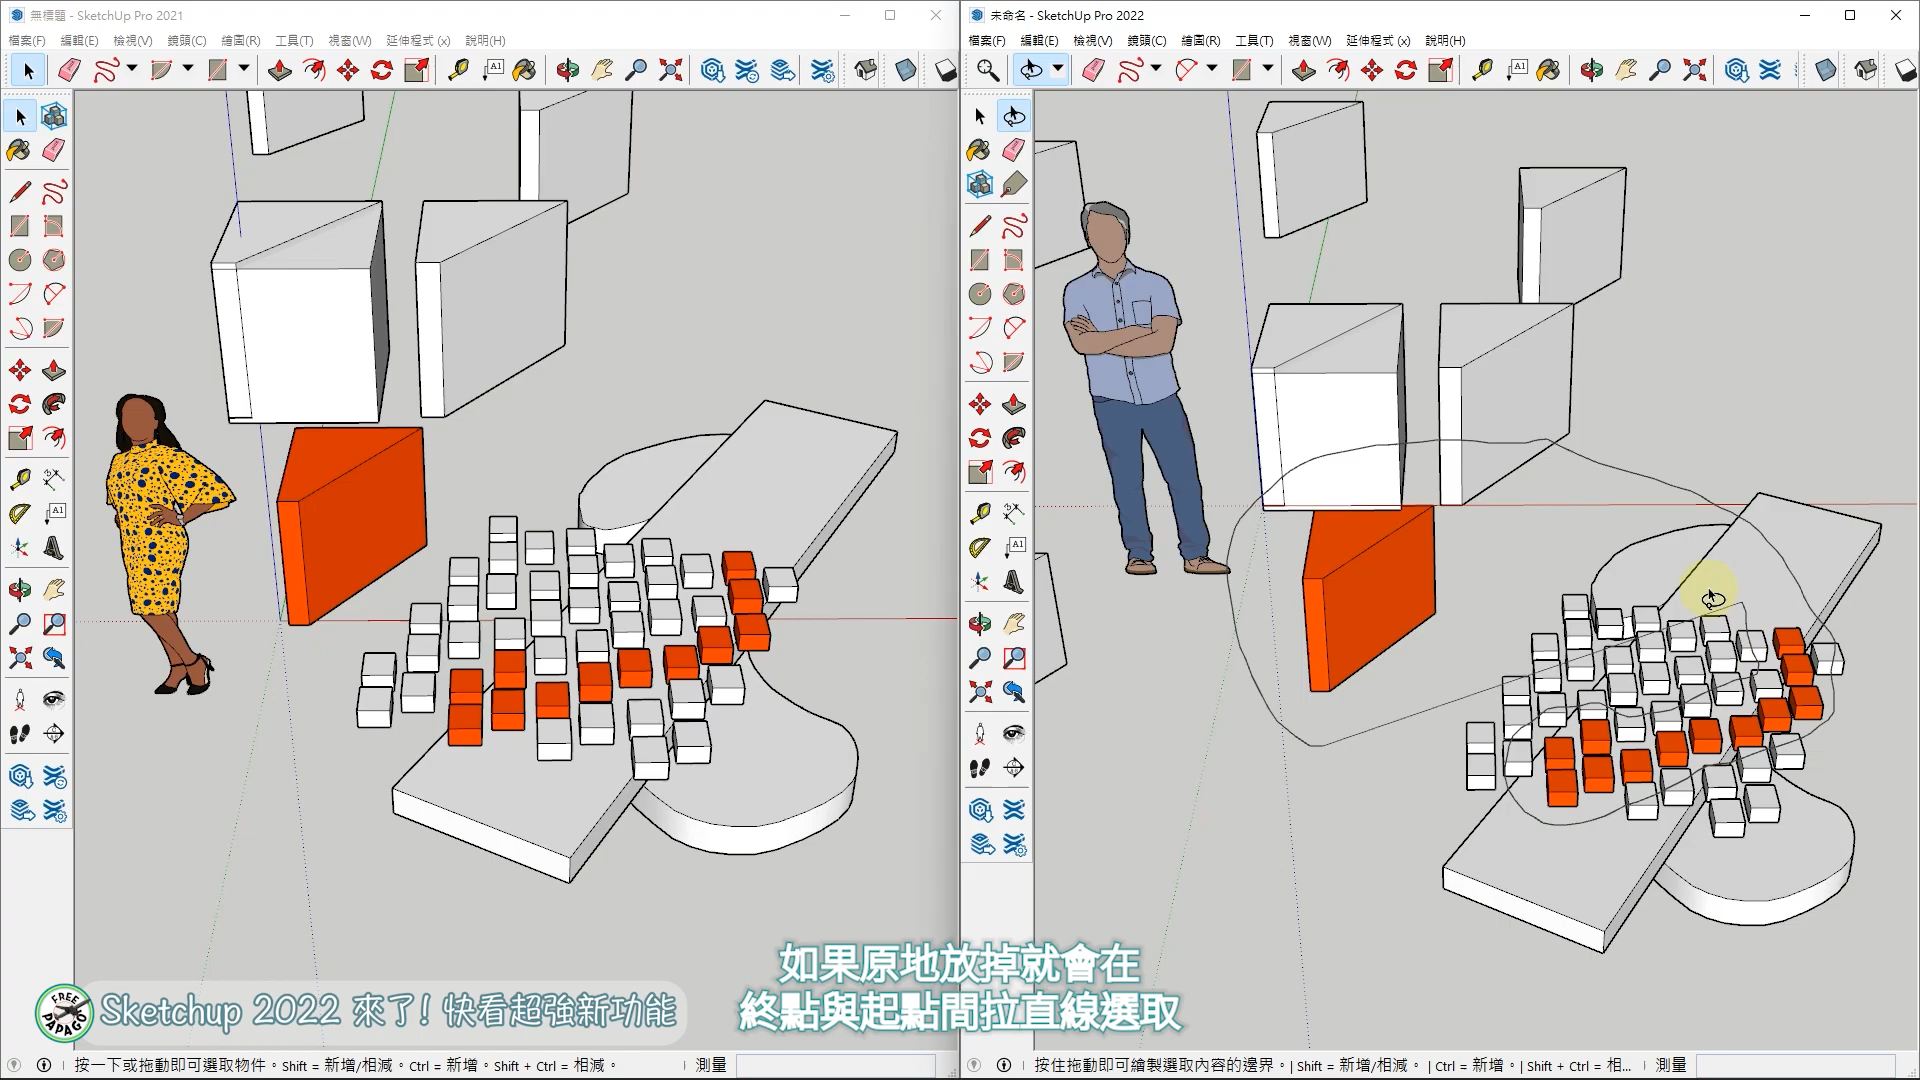 無標題 - SketchUp Pro 2021
檔案(F) 編輯(E) 檢視(V) 鏡頭(C) 繪圖(R) 工具(T) 視窗(W) 延伸程式 (x) 說明(H)
A1
A1
未命名 - SketchUp Pro 2022
檔案(F) 編輯(E) 檢視(V) 鏡頭(C) 繪圖(R) 工具(T) 視窗(W) 延伸程式 (x) 說明(H)
A1
A1
如果原地放掉就會在
終點與起點間拉直線選取
FREE PAPAGO
Sketchup 2022 來了! 快看超強新功能
按一下或拖動即可選取物件。Shift = 新增/相減。Ctrl = 新增。Shift + Ctrl = 相減。
測量
按住拖動即可繪製選取內容的邊界。| Shift = 新增/相減。| Ctrl = 新增。| Shift + Ctrl = 相...
測量